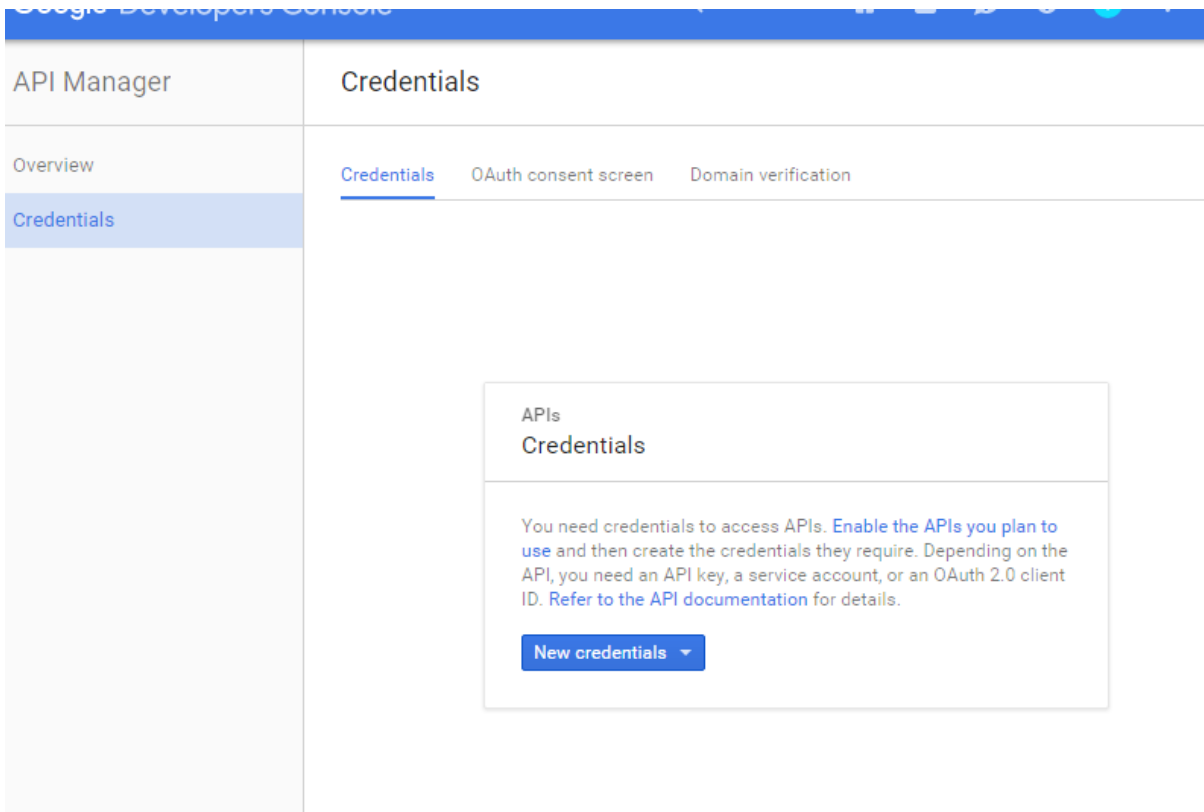 Google Developers Console
API Manager
Credentials
Overview
Credentials
Credentials OAuth consent screen Domain verification
APIs
Credentials
You need credentials to access APIs. Enable the APIs you plan to
use and then create the credentials they require. Depending on the
API, you need an API key, a service account, or an OAuth 2.0 client
ID. Refer to the API documentation for details.
New credentials